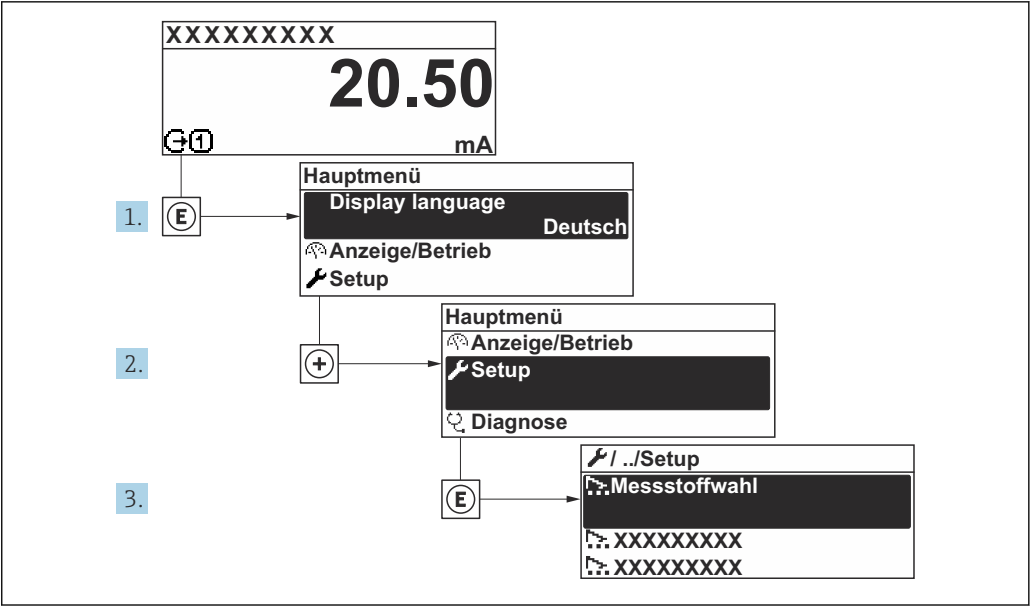 XXXXXXXXX
20.50
1
mA
Hauptmenü
Display language
Deutsch
1.
E
Anzeige/Betrieb
Setup
Hauptmenü
Anzeige/Betrieb
2.
+
Setup
Diagnose
/ ../Setup
Messstoffwahl
3.
E
XXXXXXXXX
XXXXXXXXX